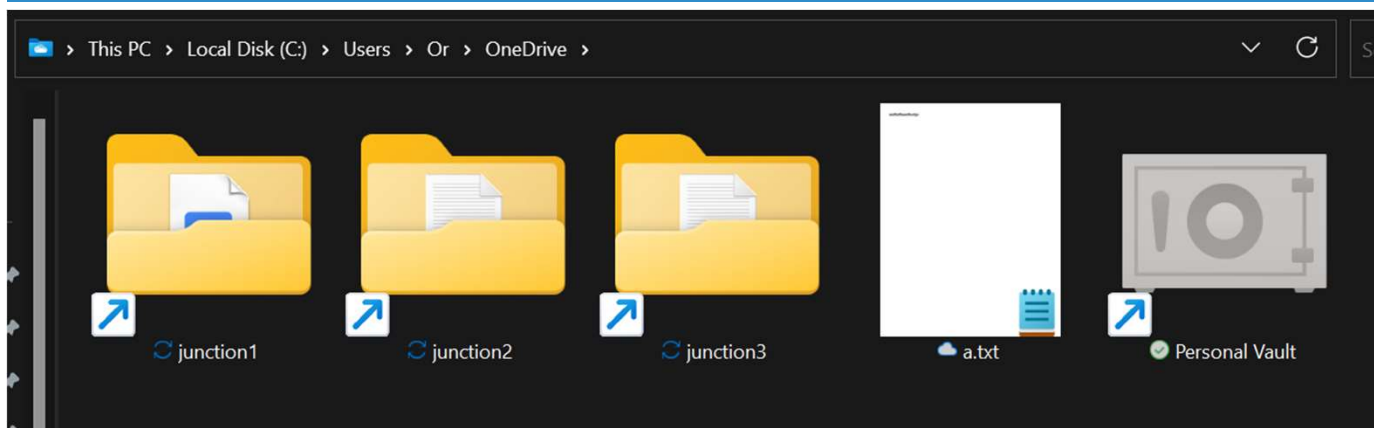 This PC > Local Disk (C:) > Users > Or > OneDrive >
junction1 junction2 junction3 a.txt Personal Vault